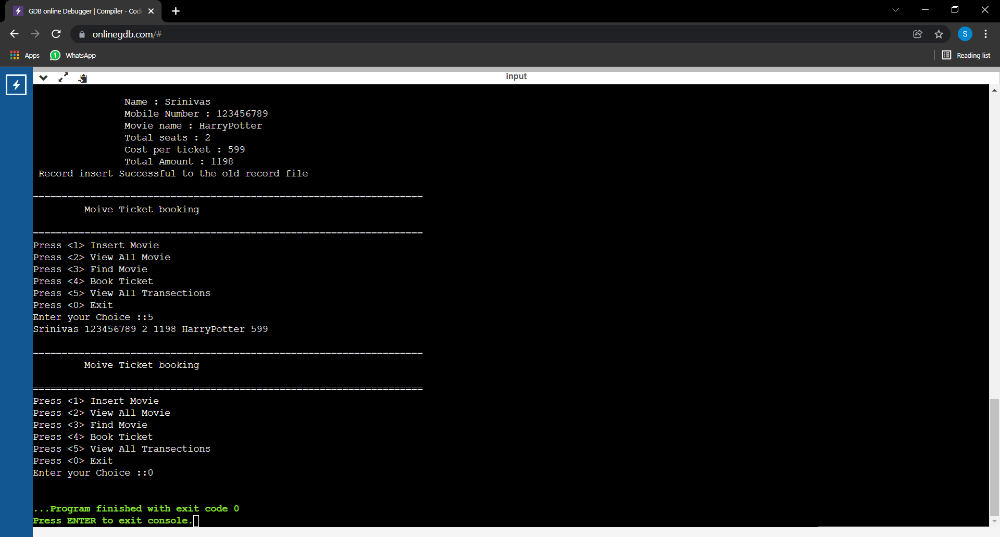 GDB online Debugger | Compiler - Cod
onlinegdb.com/#
S
Apps
1
WhatsApp
Reading list
input
Name : Srinivas
Mobile Number : 123456789
Movie name : HarryPotter
Total seats : 2
Cost per ticket : 599
Total Amount : 1198
Record insert Successful to the old record file
====================================================================
Moive Ticket booking
====================================================================
Press <1> Insert Movie
Press <2> View All Movie
Press <3> Find Movie
Press <4> Book Ticket
Press <5> View All Transections
Press <0> Exit
Enter your Choice ::5
Srinivas 123456789 2 1198 HarryPotter 599
====================================================================
Moive Ticket booking
====================================================================
Press <1> Insert Movie
Press <2> View All Movie
Press <3> Find Movie
Press <4> Book Ticket
Press <5> View All Transections
Press <0> Exit
Enter your Choice ::0
...Program finished with exit code 0
Press ENTER to exit console.